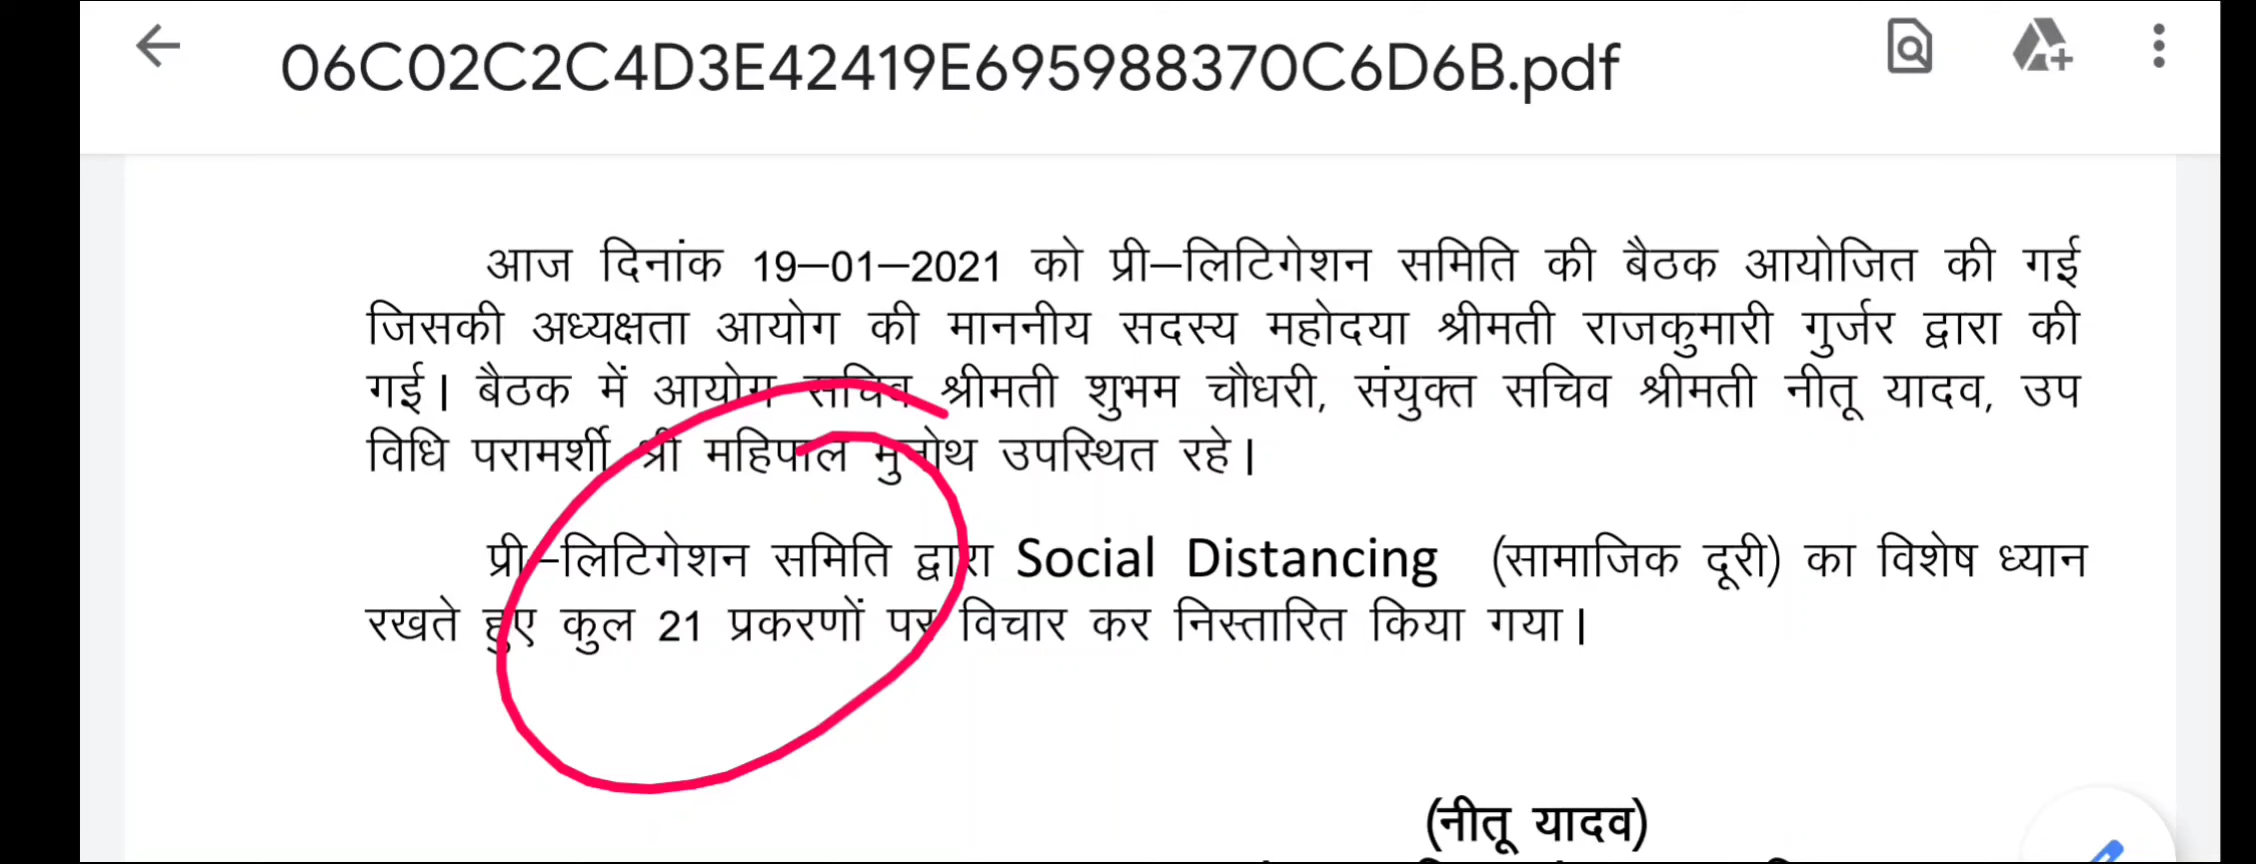 06C02C2C4D3E42419E695988370C6D6B.pdf
आज दिनांक 19–01–2021 को प्री–लिटिगेशन समिति की बैठक आयोजित की गई
जिसकी अध्यक्षता आयोग की माननीय सदस्य महोदया श्रीमती राजकुमारी गुर्जर द्वारा की
गई। बैठक में आयोग सचिव श्रीमती शुभम चौधरी, संयुक्त सचिव श्रीमती नीतू यादव, उप
विधि परामर्शी श्री महिपाल मुनोथ उपस्थित रहे।
प्री–लिटिगेशन समिति द्वारा Social Distancing (सामाजिक दूरी) का विशेष ध्यान
रखते हुए कुल 21 प्रकरणों पर विचार कर निस्तारित किया गया।
(नीतू यादव)